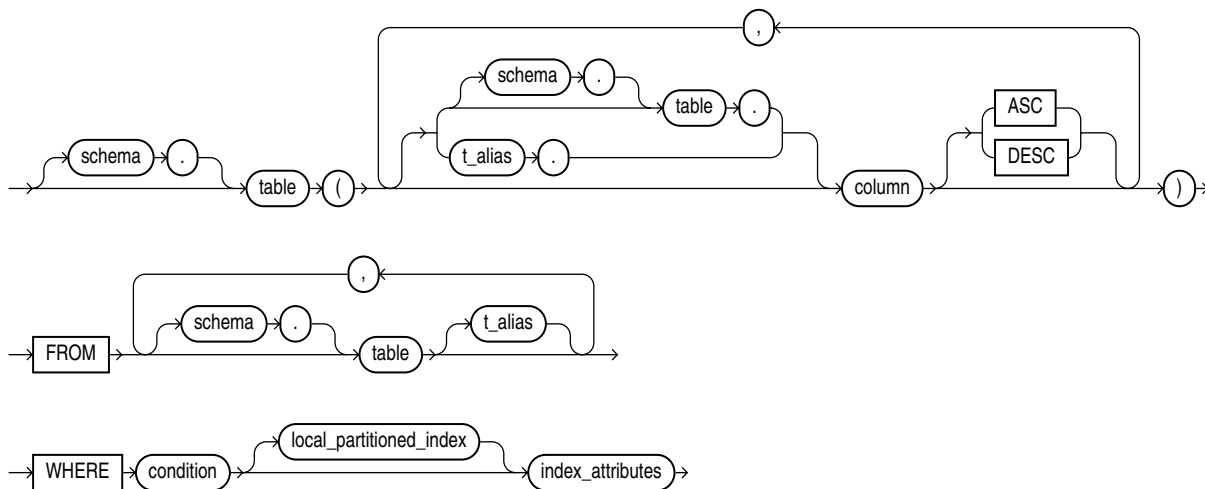 ,
schema .
table .
ASC
t_alias .
DESC
schema .
table ( column )
,
schema . t_alias
FROM table
local_partitioned_index
WHERE condition index_attributes